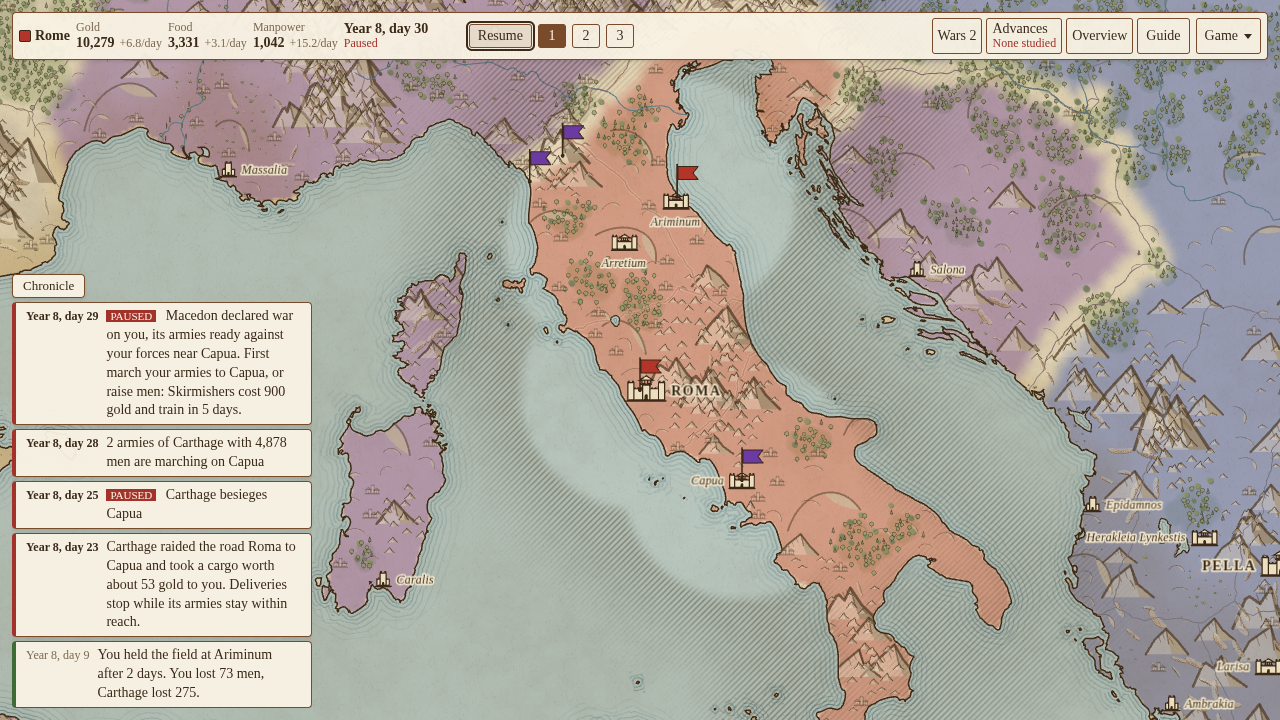 Rome
Gold
10,279 +6.8/day
Food
3,331 +3.1/day
Manpower
1,042 +15.2/day
Year 8, day 30
Paused
Resume
1
2
3
Wars 2
Advances
None studied
Overview
Guide
Game
Massalia
Ariminum
Arretium
Salona
ROMA
Capua
Caralis
Epidamnos
Herakleia Lynkestis
PELLA
Larisa
Ambrakia
Chronicle
Year 8, day 29 PAUSED Macedon declared war
on you, its armies ready against
your forces near Capua. First
march your armies to Capua, or
raise men: Skirmishers cost 900
gold and train in 5 days.
Year 8, day 28 2 armies of Carthage with 4,878
men are marching on Capua
Year 8, day 25 PAUSED Carthage besieges
Capua
Year 8, day 23 Carthage raided the road Roma to
Capua and took a cargo worth
about 53 gold to you. Deliveries
stop while its armies stay within
reach.
Year 8, day 9 You held the field at Ariminum
after 2 days. You lost 73 men,
Carthage lost 275.